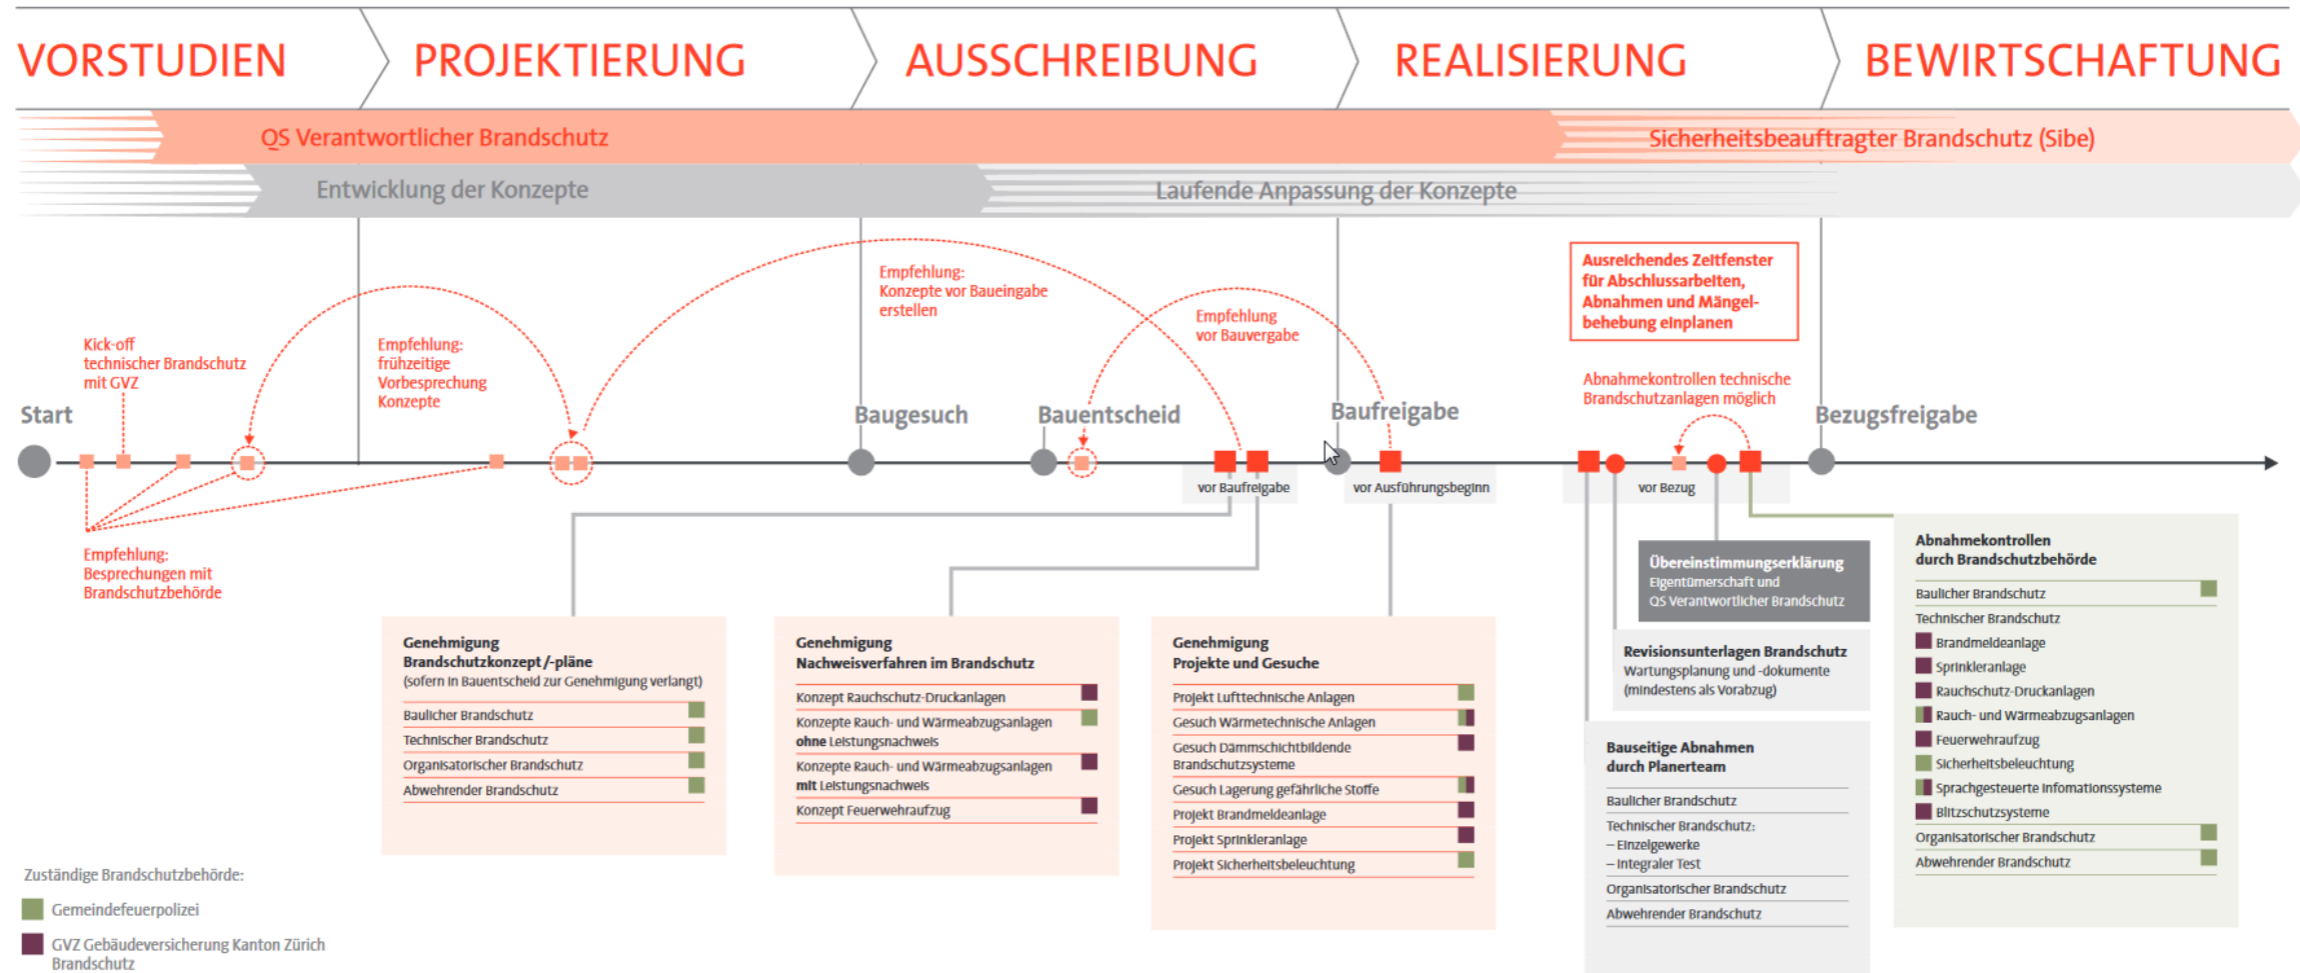 VORSTUDIEN
PROJEKTIERUNG
AUSSCHREIBUNG
REALISIERUNG
BEWIRTSCHAFTUNG
QS Verantwortlicher Brandschutz
Sicherheitsbeauftragter Brandschutz (Sibe)
Entwicklung der Konzepte
Laufende Anpassung der Konzepte
Kick-off
technischer Brandschutz
mit GVZ
Empfehlung:
frühzeitige
Vorbesprechung
Konzepte
Empfehlung:
Konzepte vor Baueingabe
erstellen
Empfehlung
vor Bauvergabe
Ausreichendes Zeitfenster
für Abschlussarbeiten,
Abnahmen und Mängel-
behebung einplanen
Abnahmekontrollen technische
Brandschutzanlagen möglich
Start
Baugesuch
Bauentscheid
Baufreigabe
Bezugsfreigabe
vor Baufreigabe
vor Ausführungsbeginn
vor Bezug
Empfehlung:
Besprechungen mit
Brandschutzbehörde
Genehmigung
Brandschutzkonzept/-pläne
(sofern in Bauentscheid zur Genehmigung verlangt)
Baulicher Brandschutz
Technischer Brandschutz
Organisatorischer Brandschutz
Abwehrender Brandschutz
Genehmigung
Nachweisverfahren im Brandschutz
Konzept Rauchschutz-Druckanlagen
Konzepte Rauch- und Wärmeabzugsanlagen
ohne Leistungsnachweis
Konzepte Rauch- und Wärmeabzugsanlagen
mit Leistungsnachweis
Konzept Feuerwehraufzug
Genehmigung
Projekte und Gesuche
Projekt Lufttechnische Anlagen
Gesuch Wärmetechnische Anlagen
Gesuch Dämmschichtbildende
Brandschutzsysteme
Gesuch Lagerung gefährliche Stoffe
Projekt Brandmeldeanlage
Projekt Sprinkleranlage
Projekt Sicherheitsbeleuchtung
Übereinstimmungserklärung
Eigentümerschaft und
QS Verantwortlicher Brandschutz
Revisionsunterlagen Brandschutz
Wartungsplanung und -dokumente
(mindestens als Vorabzug)
Bauseitige Abnahmen
durch Planerteam
Baulicher Brandschutz
Technischer Brandschutz:
– Einzelgewerke
– Integraler Test
Organisatorischer Brandschutz
Abwehrender Brandschutz
Abnahmekontrollen
durch Brandschutzbehörde
Baulicher Brandschutz
Technischer Brandschutz
Brandmeldeanlage
Sprinkleranlage
Rauchschutz-Druckanlagen
Rauch- und Wärmeabzugsanlagen
Feuerwehraufzug
Sicherheitsbeleuchtung
Sprachgesteuerte Infomationssysteme
Blitzschutzsysteme
Organisatorischer Brandschutz
Abwehrender Brandschutz
Zuständige Brandschutzbehörde:
Gemeindefeuerpolizei
GVZ Gebäudeversicherung Kanton Zürich
Brandschutz